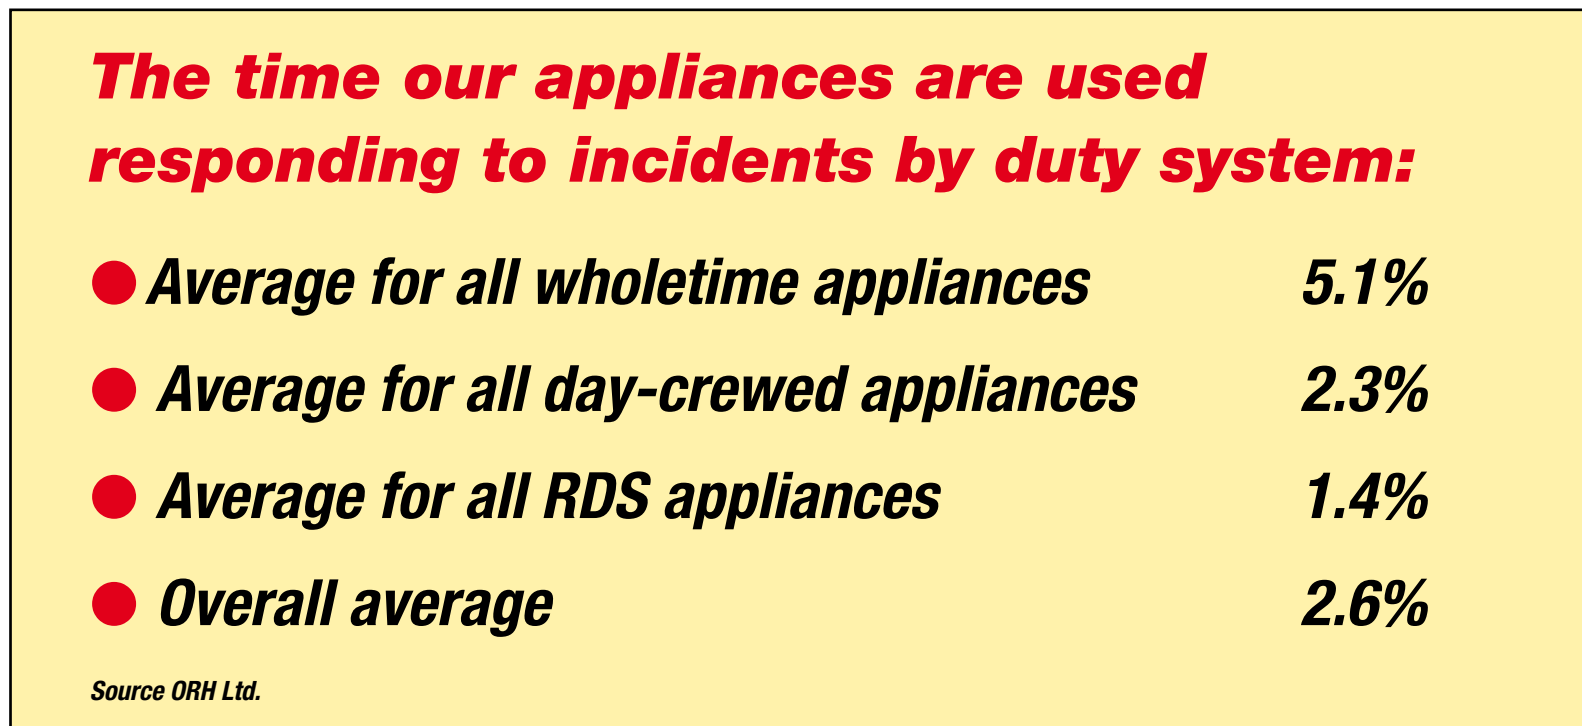 The time our appliances are used
responding to incidents by duty system:
● Average for all wholetime appliances 5.1%
● Average for all day-crewed appliances 2.3%
● Average for all RDS appliances 1.4%
● Overall average 2.6%
Source ORH Ltd.